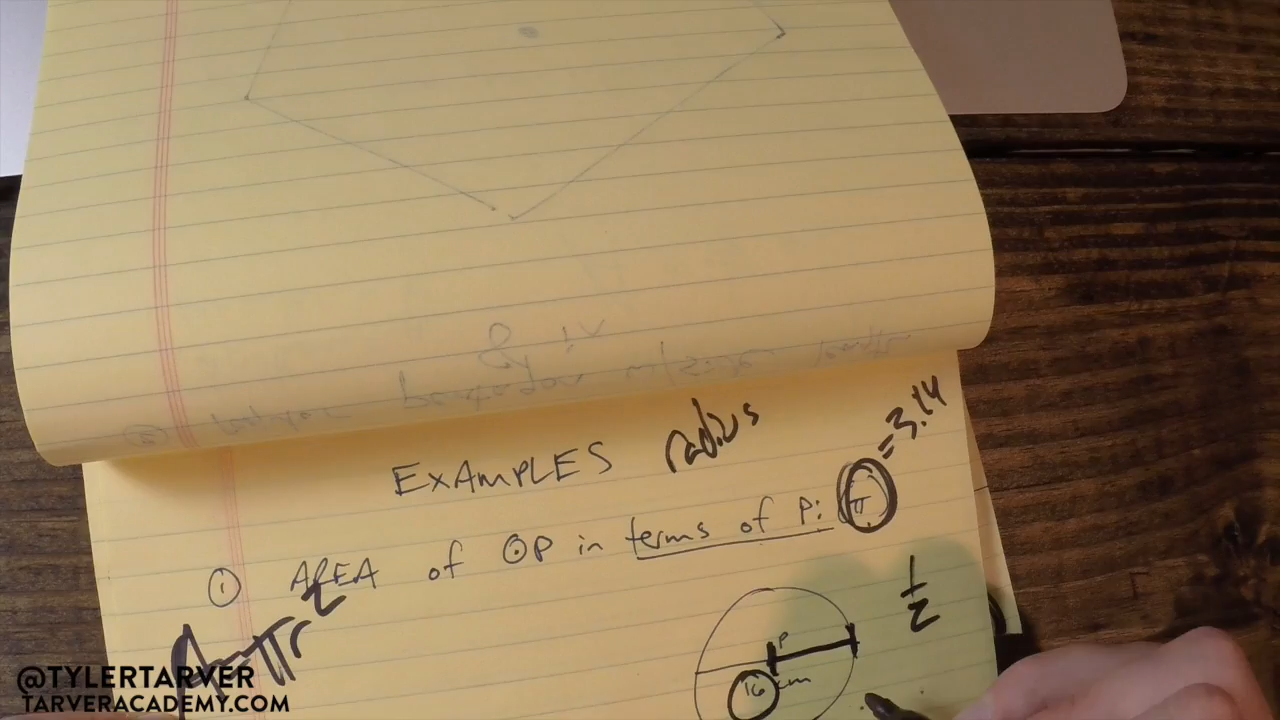 EXAMPLES radius
= 3.14
① AREA of ⊙P in terms of P: π
A=πr²
1/2
P
16 cm
@TYLERTARVER
TARVERACADEMY.COM